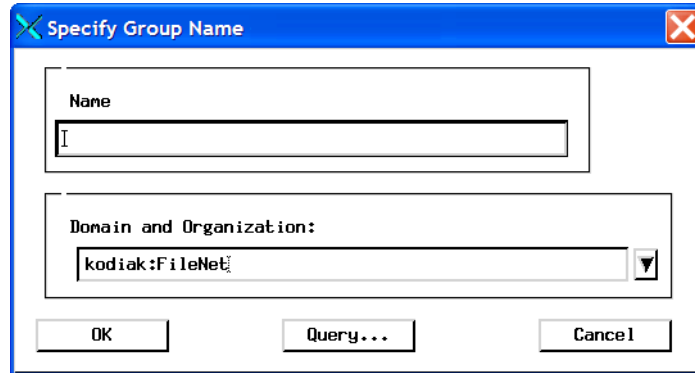 Specify Group Name
Name
Domain and Organization:
kodiak:FileNet
OK Query... Cancel